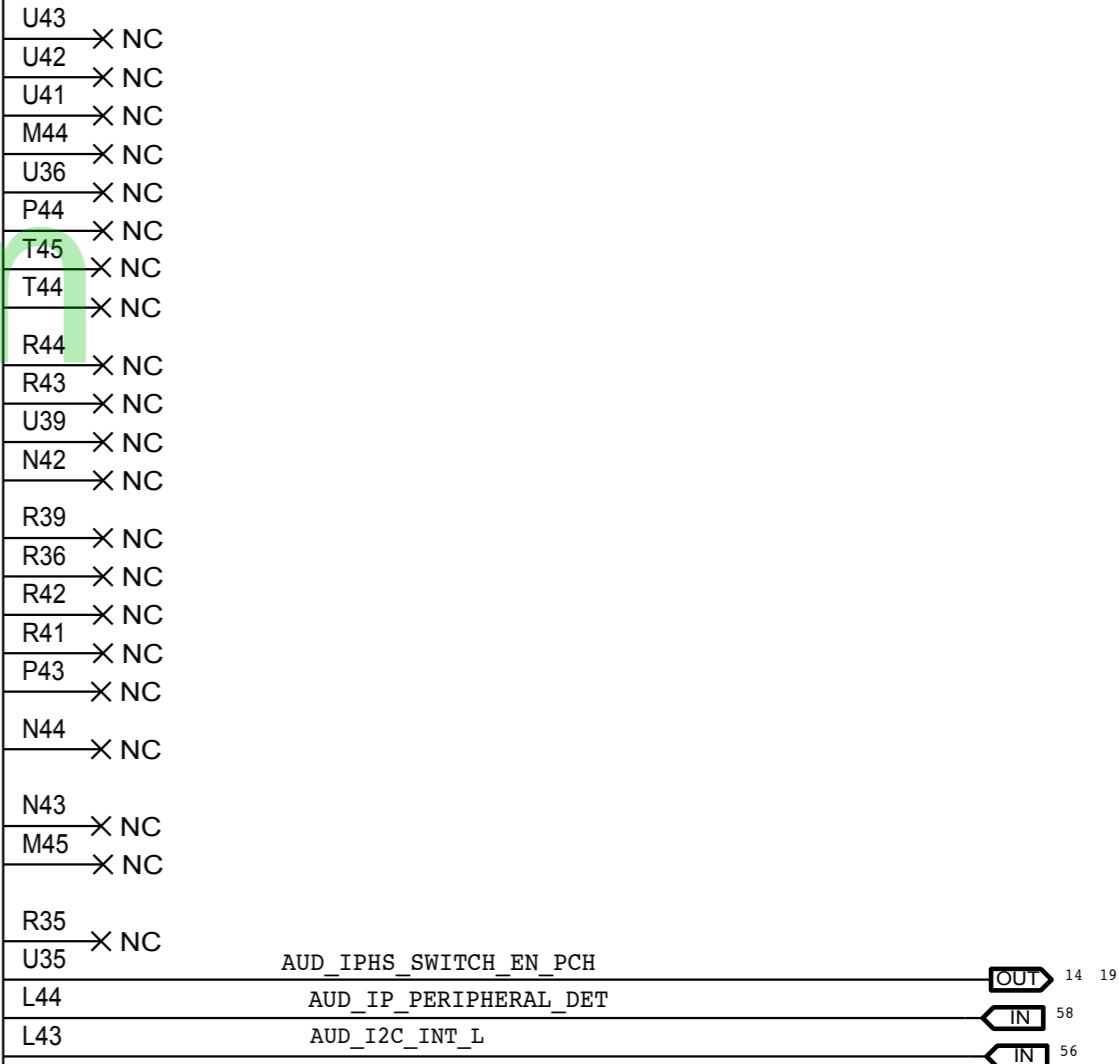 U43
NC
U42
NC
U41
NC
M44
NC
U36
NC
P44
NC
T45
NC
T44
NC
R44
NC
R43
NC
U39
NC
N42
NC
R39
NC
R36
NC
R42
NC
R41
NC
P43
NC
N44
NC
N43
NC
M45
NC
R35
NC
U35 AUD_IPHS_SWITCH_EN_PCH OUT 14 19
L44 AUD_IP_PERIPHERAL_DET IN 58
L43 AUD_I2C_INT_L IN 56